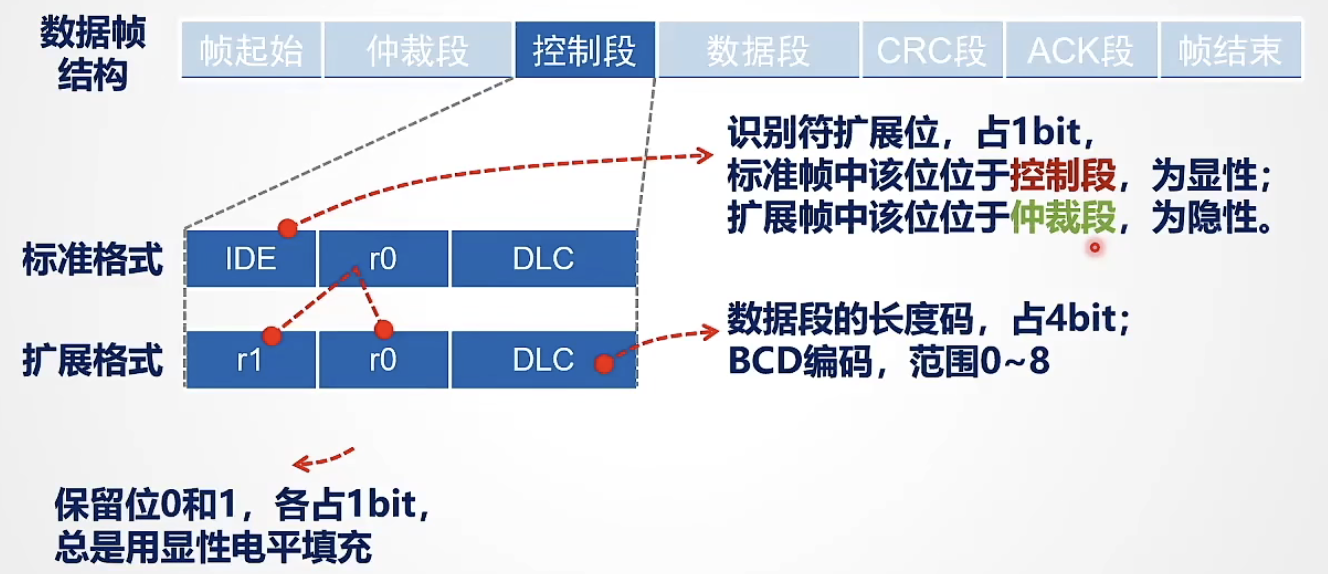 数据帧
结构
帧起始 仲裁段 控制段 数据段 CRC段 ACK段 帧结束
识别符扩展位，占1bit，
标准帧中该位位于控制段，为显性；
扩展帧中该位位于仲裁段，为隐性。
标准格式 IDE r0 DLC
数据段的长度码，占4bit；
BCD编码，范围0~8
扩展格式 r1 r0 DLC
保留位0和1，各占1bit，
总是用显性电平填充